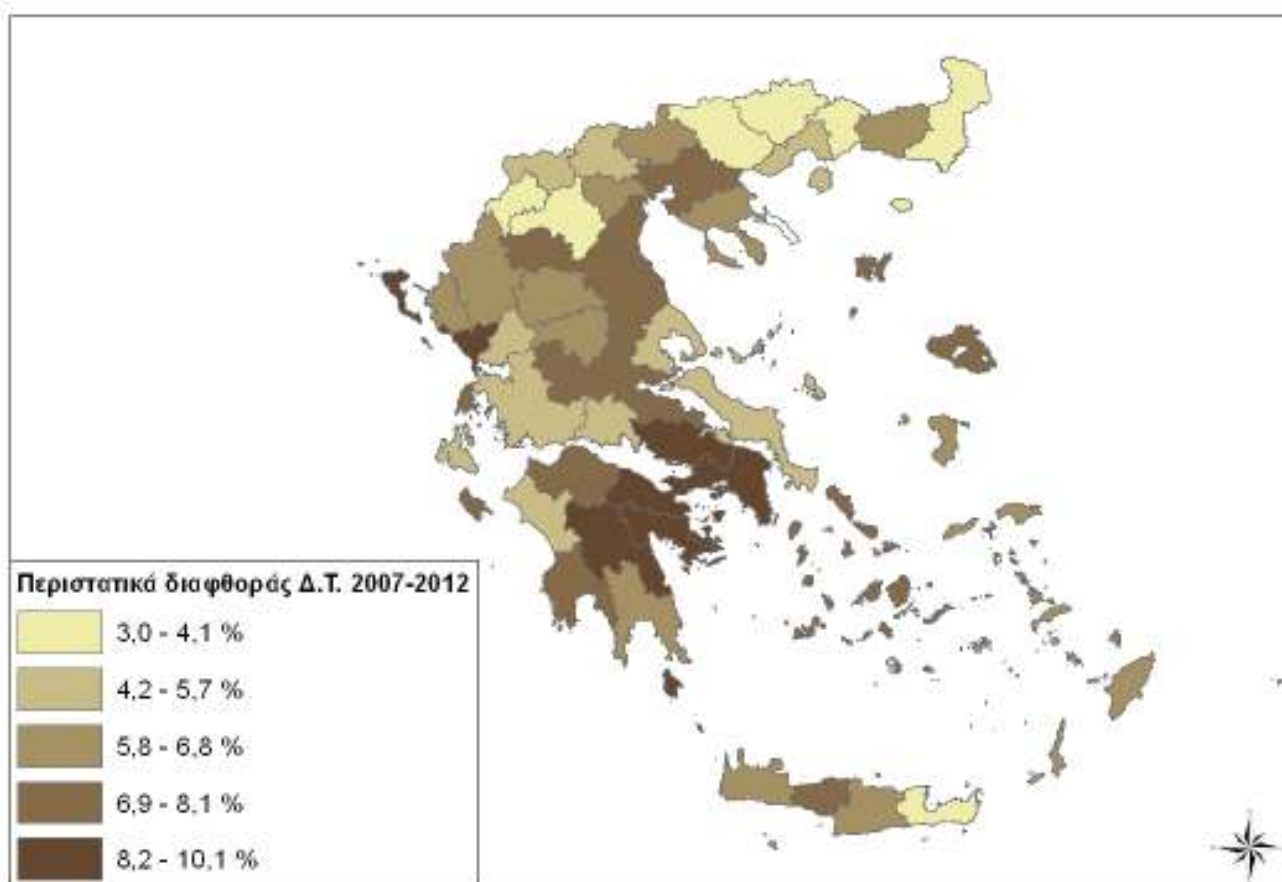 Περιστατικά διαφθοράς Δ.Τ. 2007-2012
3,0 - 4,1 %
4,2 - 5,7 %
5,8 - 6,8 %
6,9 - 8,1 %
8,2 - 10,1 %